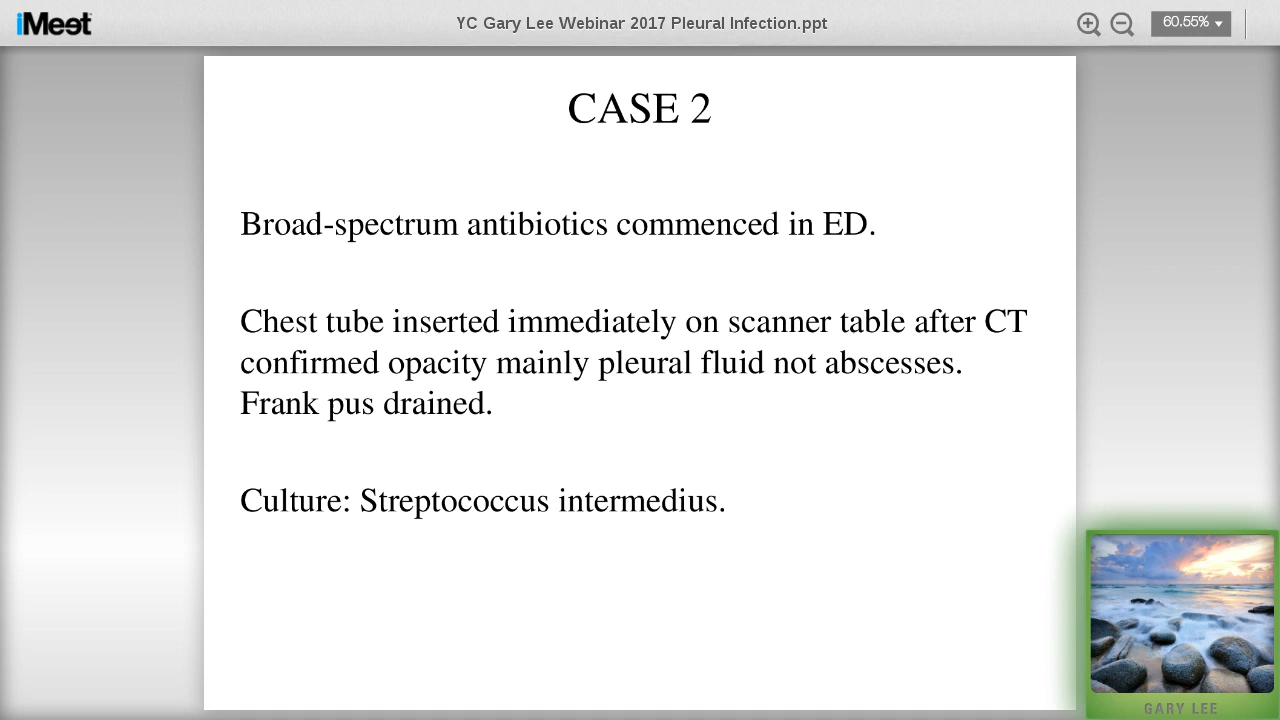 iMeet
YC Gary Lee Webinar 2017 Pleural Infection.ppt
60.55%
CASE 2
Broad-spectrum antibiotics commenced in ED.
Chest tube inserted immediately on scanner table after CT
confirmed opacity mainly pleural fluid not abscesses.
Frank pus drained.
Culture: Streptococcus intermedius.
GARY LEE